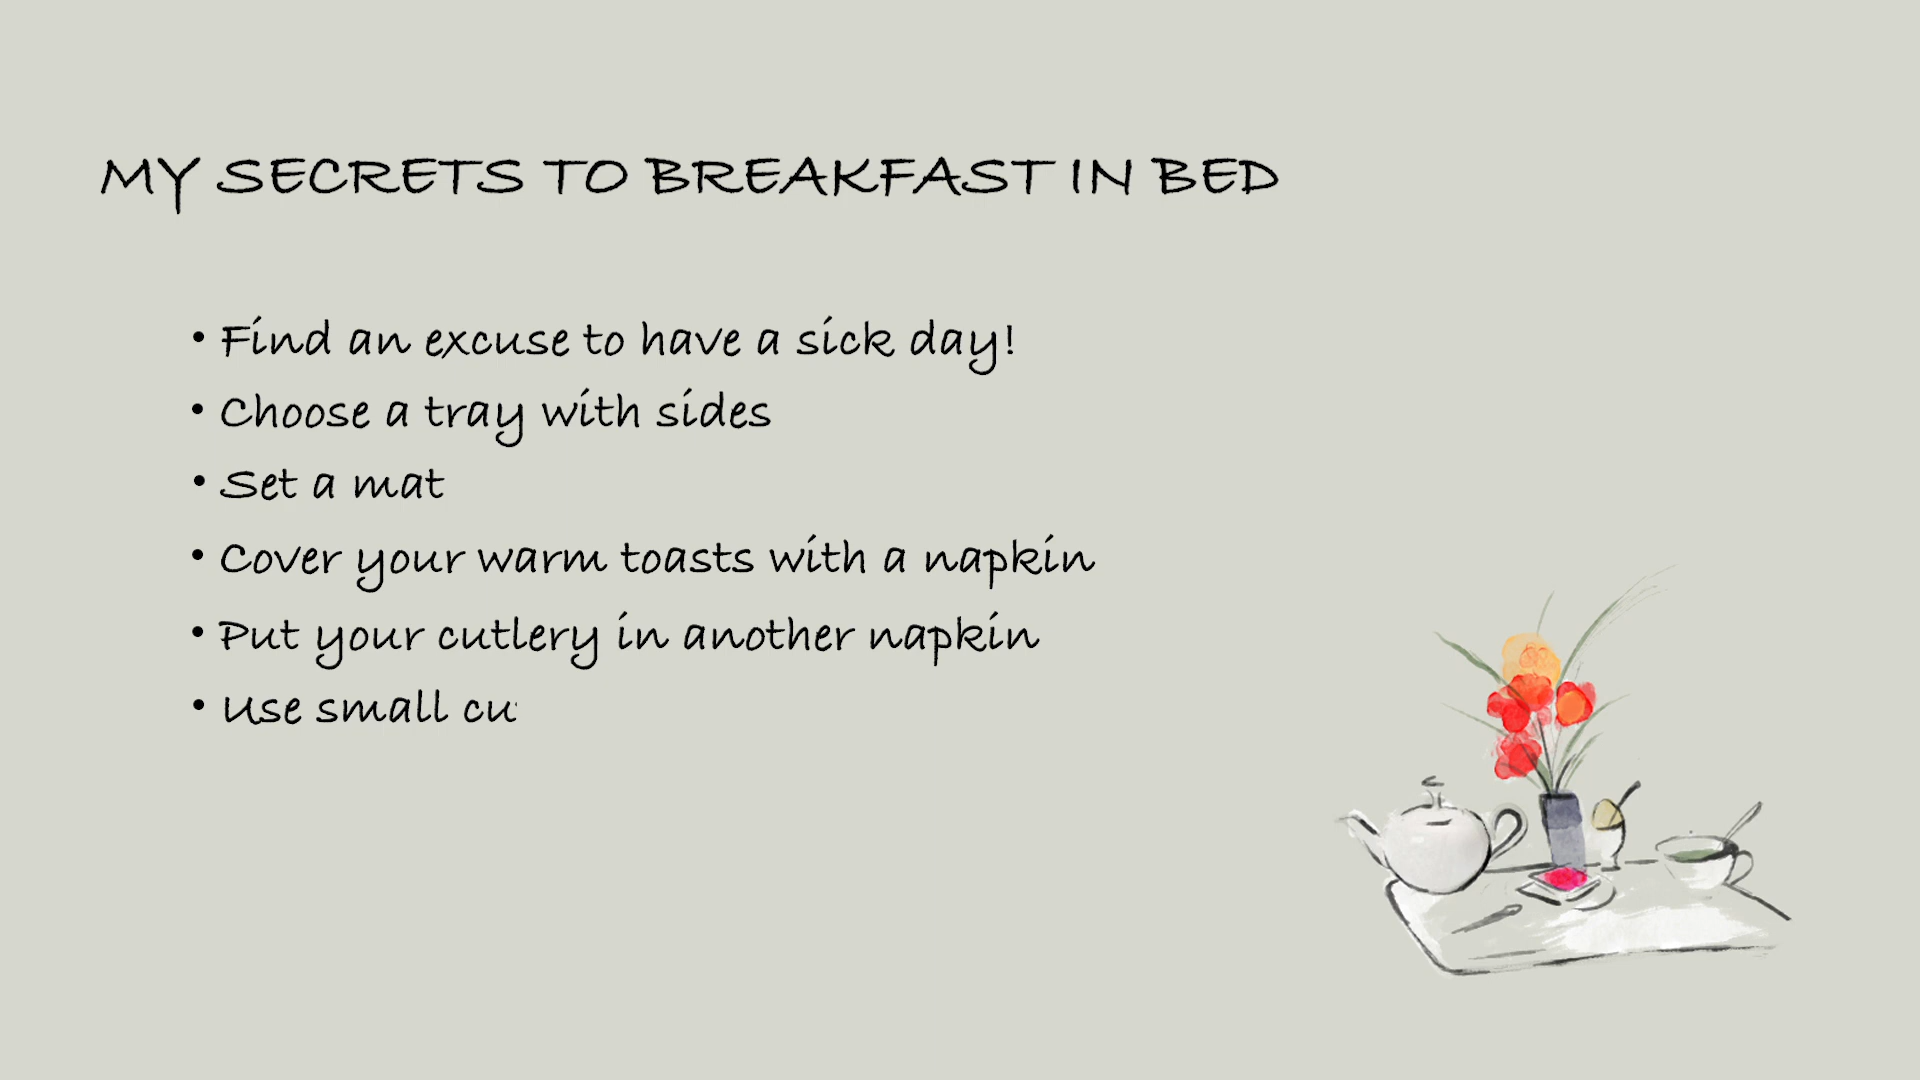 MY SECRETS TO BREAKFAST IN BED
• Find an excuse to have a sick day!
• Choose a tray with sides
• Set a mat
• Cover your warm toasts with a napkin
• Put your cutlery in another napkin
• Use small cu